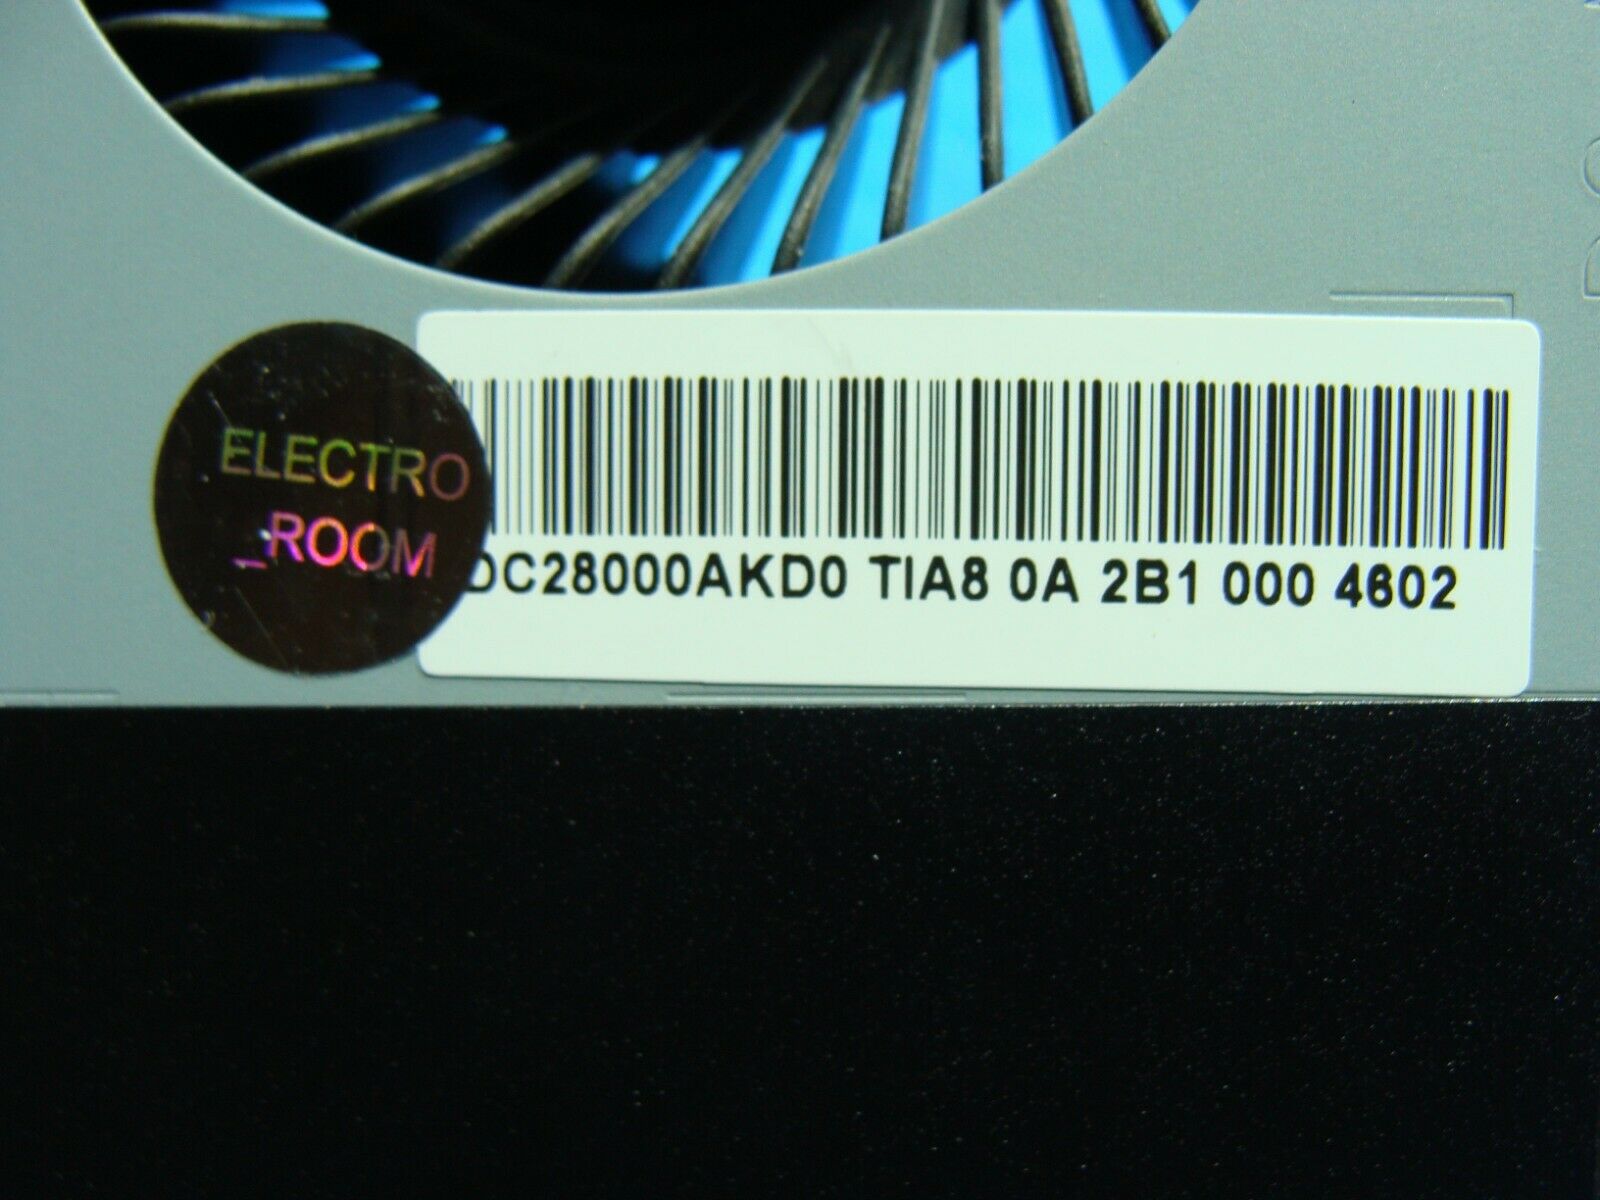 ELECTRO
_ROOM
DC28000AKD0 TIA8 0A 2B1 000 4602